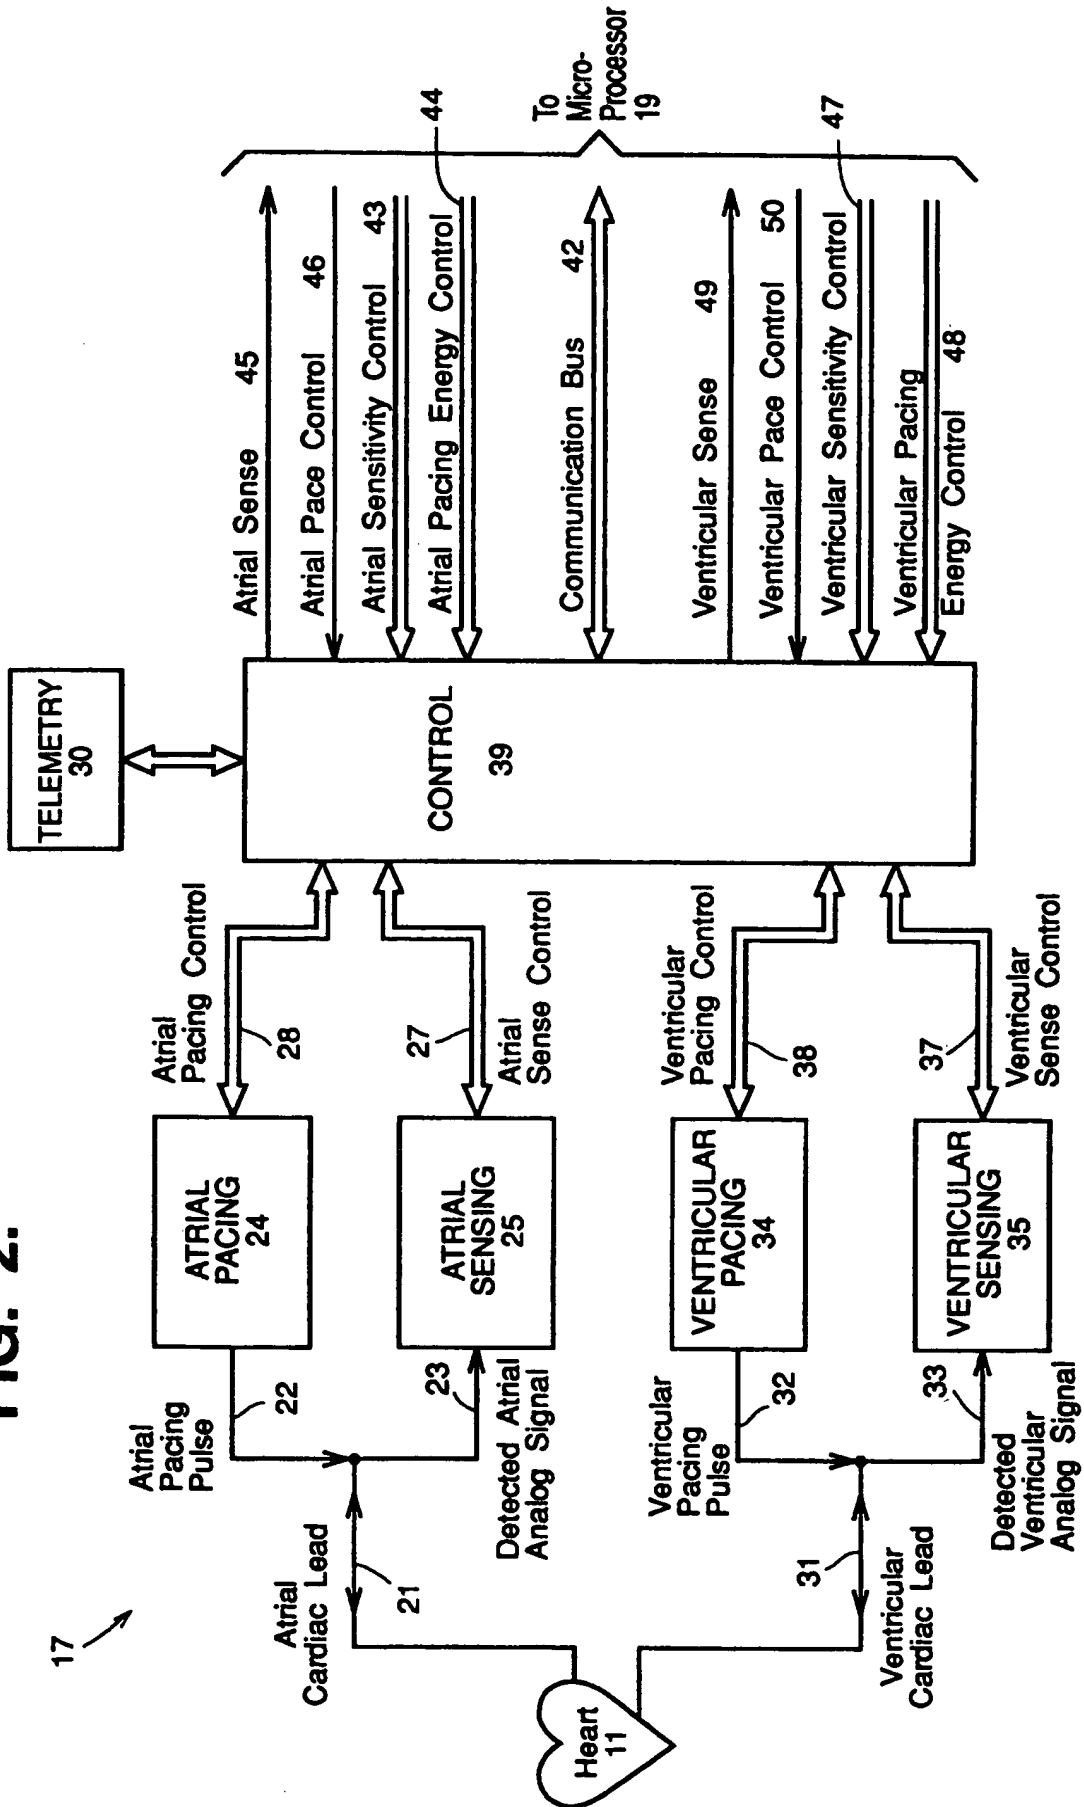 FIG. 2.
17
Heart
11
Atrial
Cardiac Lead
21
Ventricular
Cardiac Lead
31
Atrial
Pacing
Pulse
22
Detected Atrial
Analog Signal
23
Ventricular
Pacing
Pulse
32
Detected
Ventricular
Analog Signal
33
ATRIAL
PACING
24
ATRIAL
SENSING
25
VENTRICULAR
PACING
34
VENTRICULAR
SENSING
35
Atrial
Pacing Control
28
27
Atrial
Sense Control
Ventricular
Pacing Control
38
37
Ventricular
Sense Control
TELEMETRY
30
CONTROL
39
Atrial Sense 45
Atrial Pace Control 46
Atrial Sensitivity Control 43
Atrial Pacing Energy Control
44
Communication Bus 42
Ventricular Sense 49
Ventricular Pace Control 50
Ventricular Sensitivity Control
47
Ventricular Pacing
Energy Control 48
To
Micro-
Processor
19